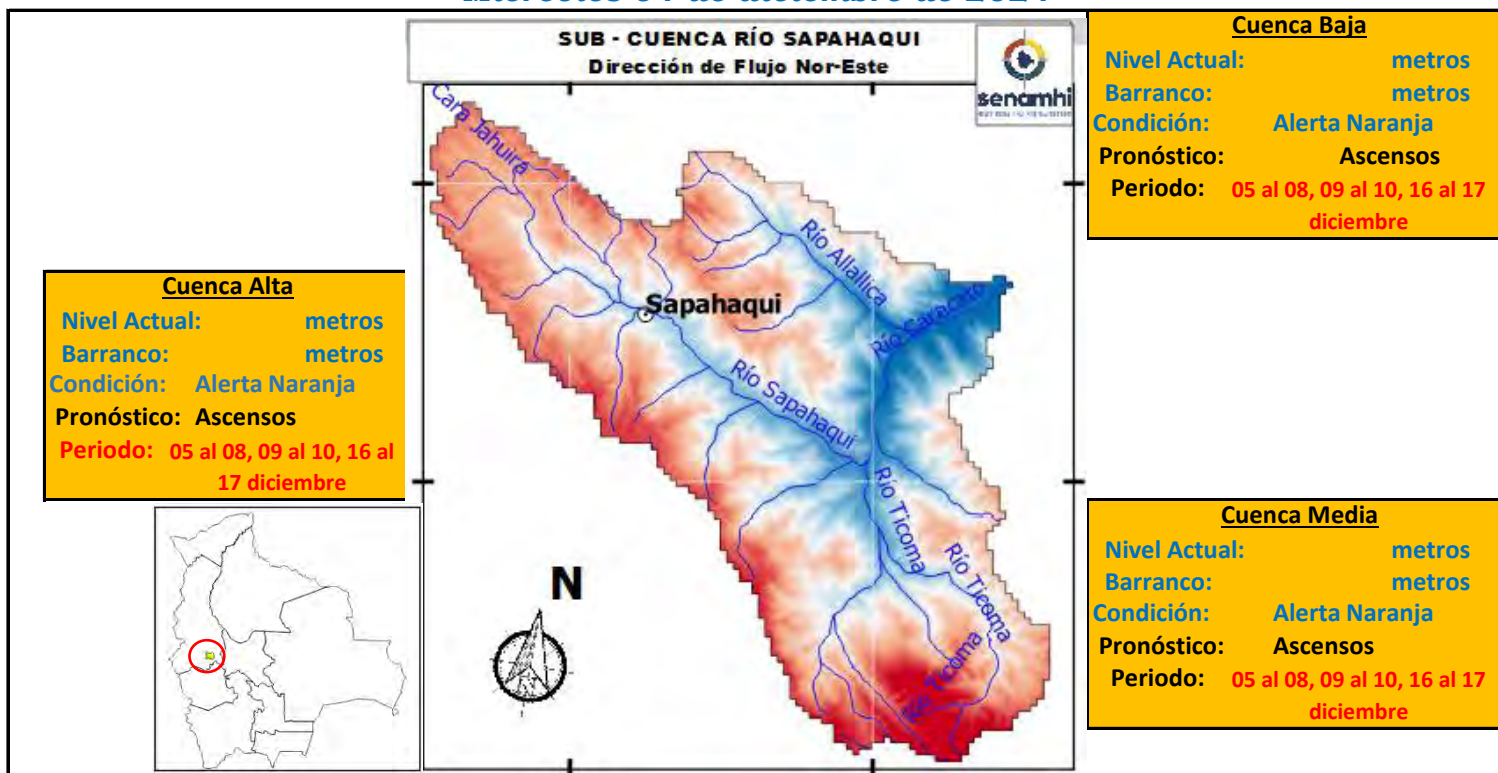 SUB - CUENCA RÍO SAPAHAQUI
Dirección de Flujo Nor-Este
senamhi
Cuenca Baja
Nivel Actual: metros
Barranco: metros
Condición: Alerta Naranja
Pronóstico: Ascensos
Periodo: 05 al 08, 09 al 10, 16 al 17
diciembre
Cuenca Alta
Nivel Actual: metros
Barranco: metros
Condición: Alerta Naranja
Pronóstico: Ascensos
Periodo: 05 al 08, 09 al 10, 16 al
17 diciembre
Cara Jahuira
Río Allallica
Sapahaqui
Río Caracato
Río Sapahaqui
Río Ticoma
Río Ticoma
Río Ticoma
N
Cuenca Media
Nivel Actual: metros
Barranco: metros
Condición: Alerta Naranja
Pronóstico: Ascensos
Periodo: 05 al 08, 09 al 10, 16 al 17
diciembre